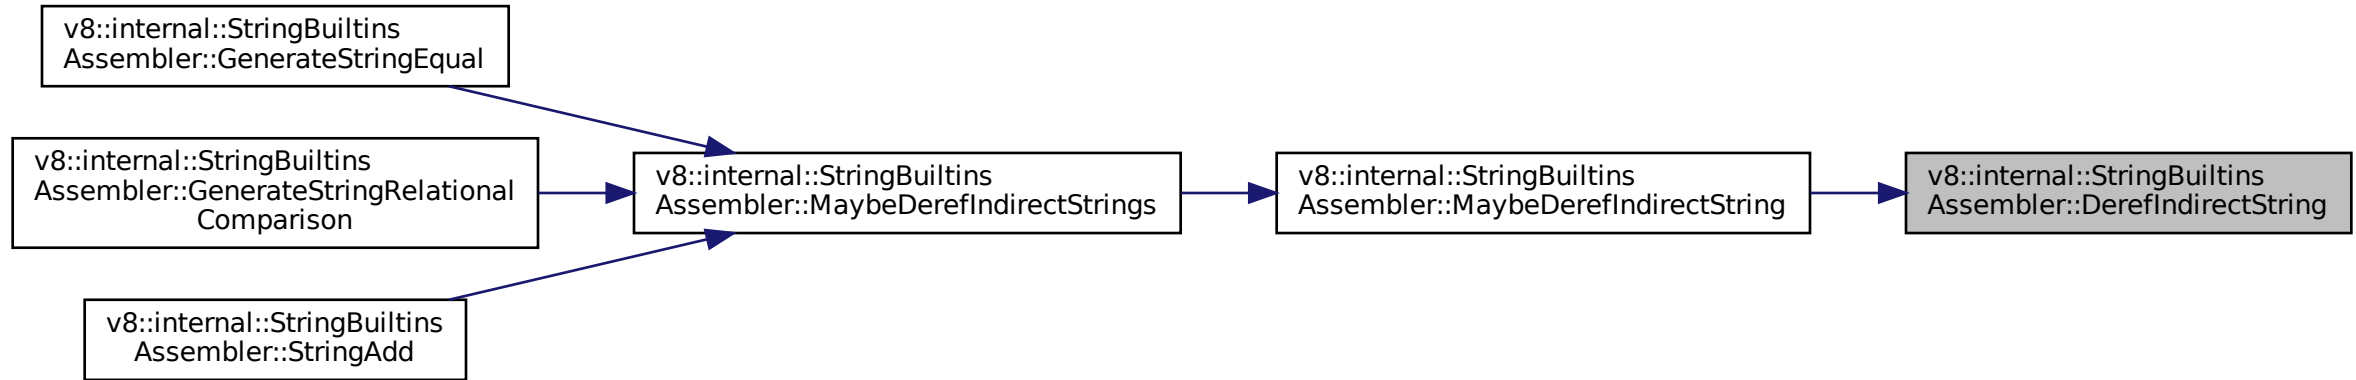 v8::internal::StringBuiltins
Assembler::GenerateStringEqual
v8::internal::StringBuiltins
Assembler::GenerateStringRelational
Comparison
v8::internal::StringBuiltins
Assembler::StringAdd
v8::internal::StringBuiltins
Assembler::MaybeDerefIndirectStrings
v8::internal::StringBuiltins
Assembler::MaybeDerefIndirectString
v8::internal::StringBuiltins
Assembler::DerefIndirectString